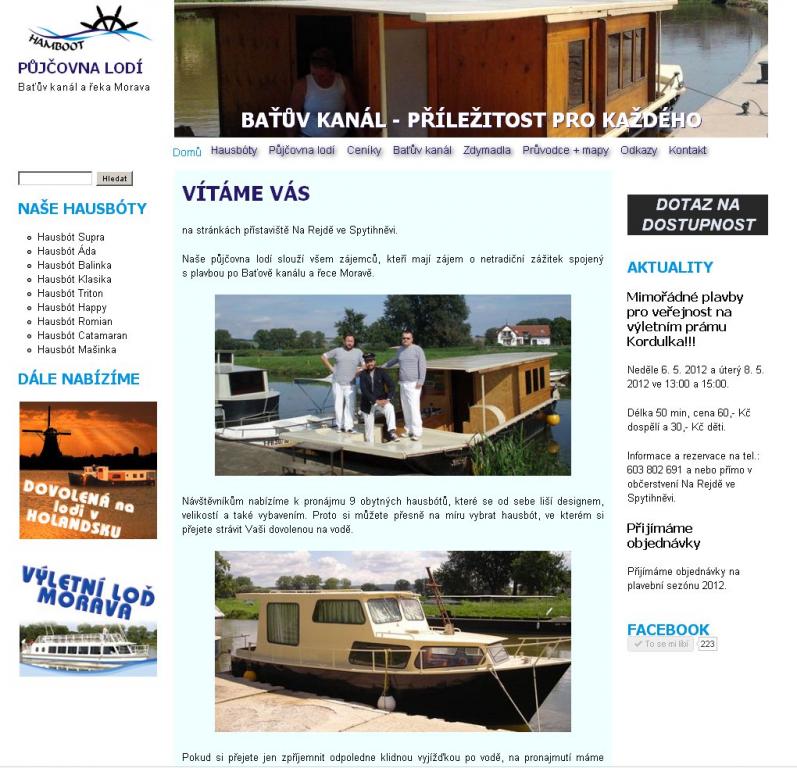 HAMBOOT
PŮJČOVNA LODÍ
Baťův kanál a řeka Morava
BAŤŮV KANÁL - PŘÍLEŽITOST PRO KAŽDÉHO
Domů Hausbóty Půjčovna lodí Ceníky Baťův kanál Zdymadla Průvodce + mapy Odkazy Kontakt
Hledat
NAŠE HAUSBÓTY
Hausbót Supra
Hausbót Áda
Hausbót Balinka
Hausbót Klasika
Hausbót Triton
Hausbót Happy
Hausbót Romian
Hausbót Catamaran
Hausbót Mašinka
DÁLE NABÍZÍME
DOVOLENÁ na
lodi v
HOLANDSKU
VÝLETNÍ LOĎ
MORAVA
VÍTÁME VÁS
na stránkách přístaviště Na Rejdě ve Spytihněvi.
Naše půjčovna lodí slouží všem zájemců, kteří mají zájem o netradiční zážitek spojený
s plavbou po Baťově kanálu a řece Moravě.
Návštěvníkům nabízíme k pronájmu 9 obytných hausbótů, které se od sebe liší designem,
velikostí a také vybavením. Proto si můžete přesně na míru vybrat hausbót, ve kterém si
přejete strávit Vaši dovolenou na vodě.
Pokud si přejete jen zpříjemnit odpoledne klidnou vyjížďkou po vodě, na pronajmutí máme
DOTAZ NA
DOSTUPNOST
AKTUALITY
Mimořádné plavby
pro veřejnost na
výletním prámu
Kordulka!!!
Neděle 6. 5. 2012 a úterý 8. 5.
2012 ve 13:00 a 15:00.
Délka 50 min, cena 60,- Kč
dospělí a 30,- Kč děti.
Informace a rezervace na tel.:
603 802 691 a nebo přímo v
občerstvení Na Rejdě ve
Spytihněvi.
Přijímáme
objednávky
Přijímáme objednávky na
plavební sezónu 2012.
FACEBOOK
To se mi líbí 223